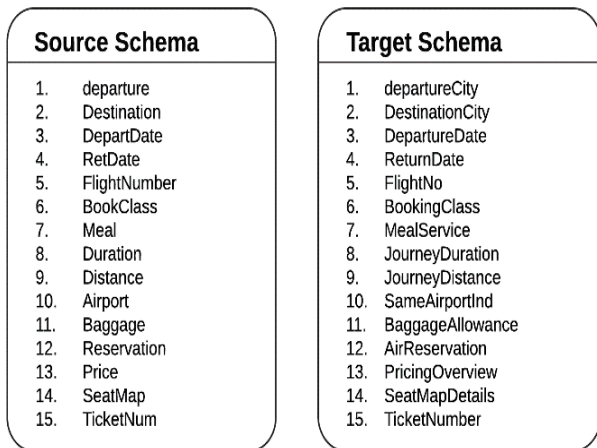 Source Schema
1. departure
2. Destination
3. DepartDate
4. RetDate
5. FlightNumber
6. BookClass
7. Meal
8. Duration
9. Distance
10. Airport
11. Baggage
12. Reservation
13. Price
14. SeatMap
15. TicketNum
Target Schema
1. departureCity
2. DestinationCity
3. DepartureDate
4. ReturnDate
5. FlightNo
6. BookingClass
7. MealService
8. JourneyDuration
9. JourneyDistance
10. SameAirportInd
11. BaggageAllowance
12. AirReservation
13. PricingOverview
14. SeatMapDetails
15. TicketNumber